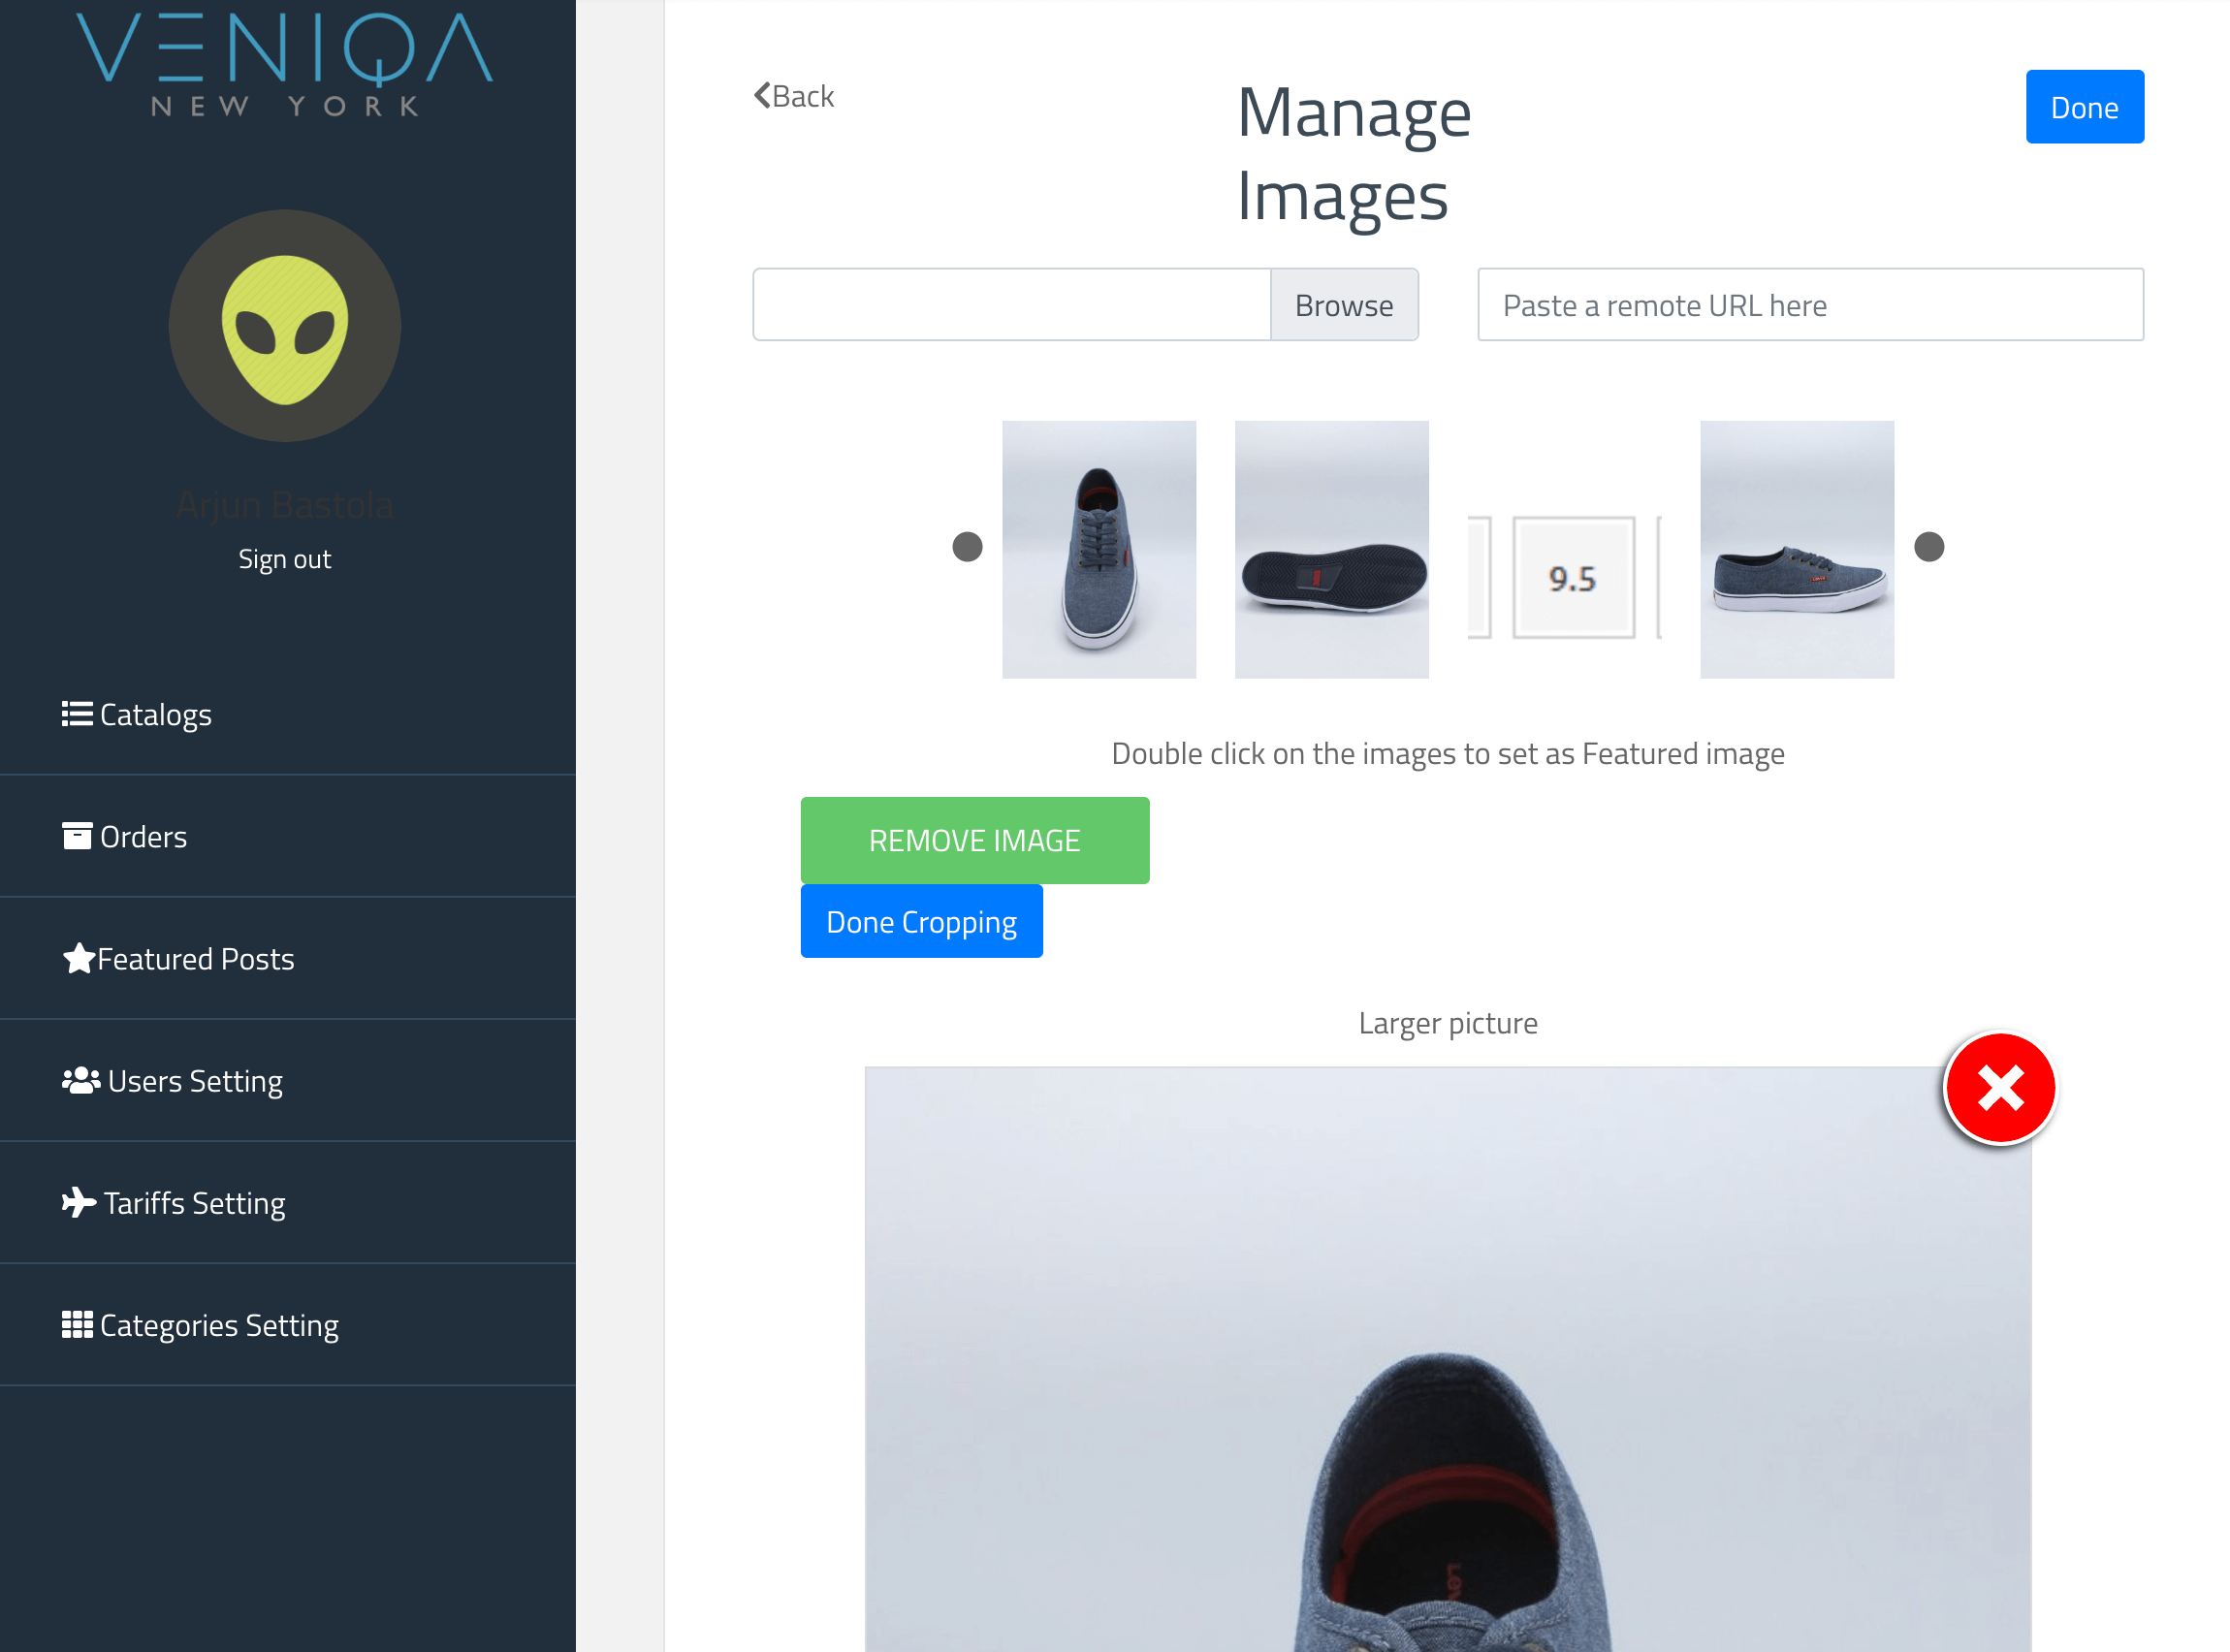 VENIQA
NEW YORK
Arjun Bastola
Sign out
Catalogs
Orders
Featured Posts
Users Setting
Tariffs Setting
Categories Setting
Back
Manage
Images
Done
Browse
Paste a remote URL here
9.5
Double click on the images to set as Featured image
REMOVE IMAGE
Done Cropping
Larger picture